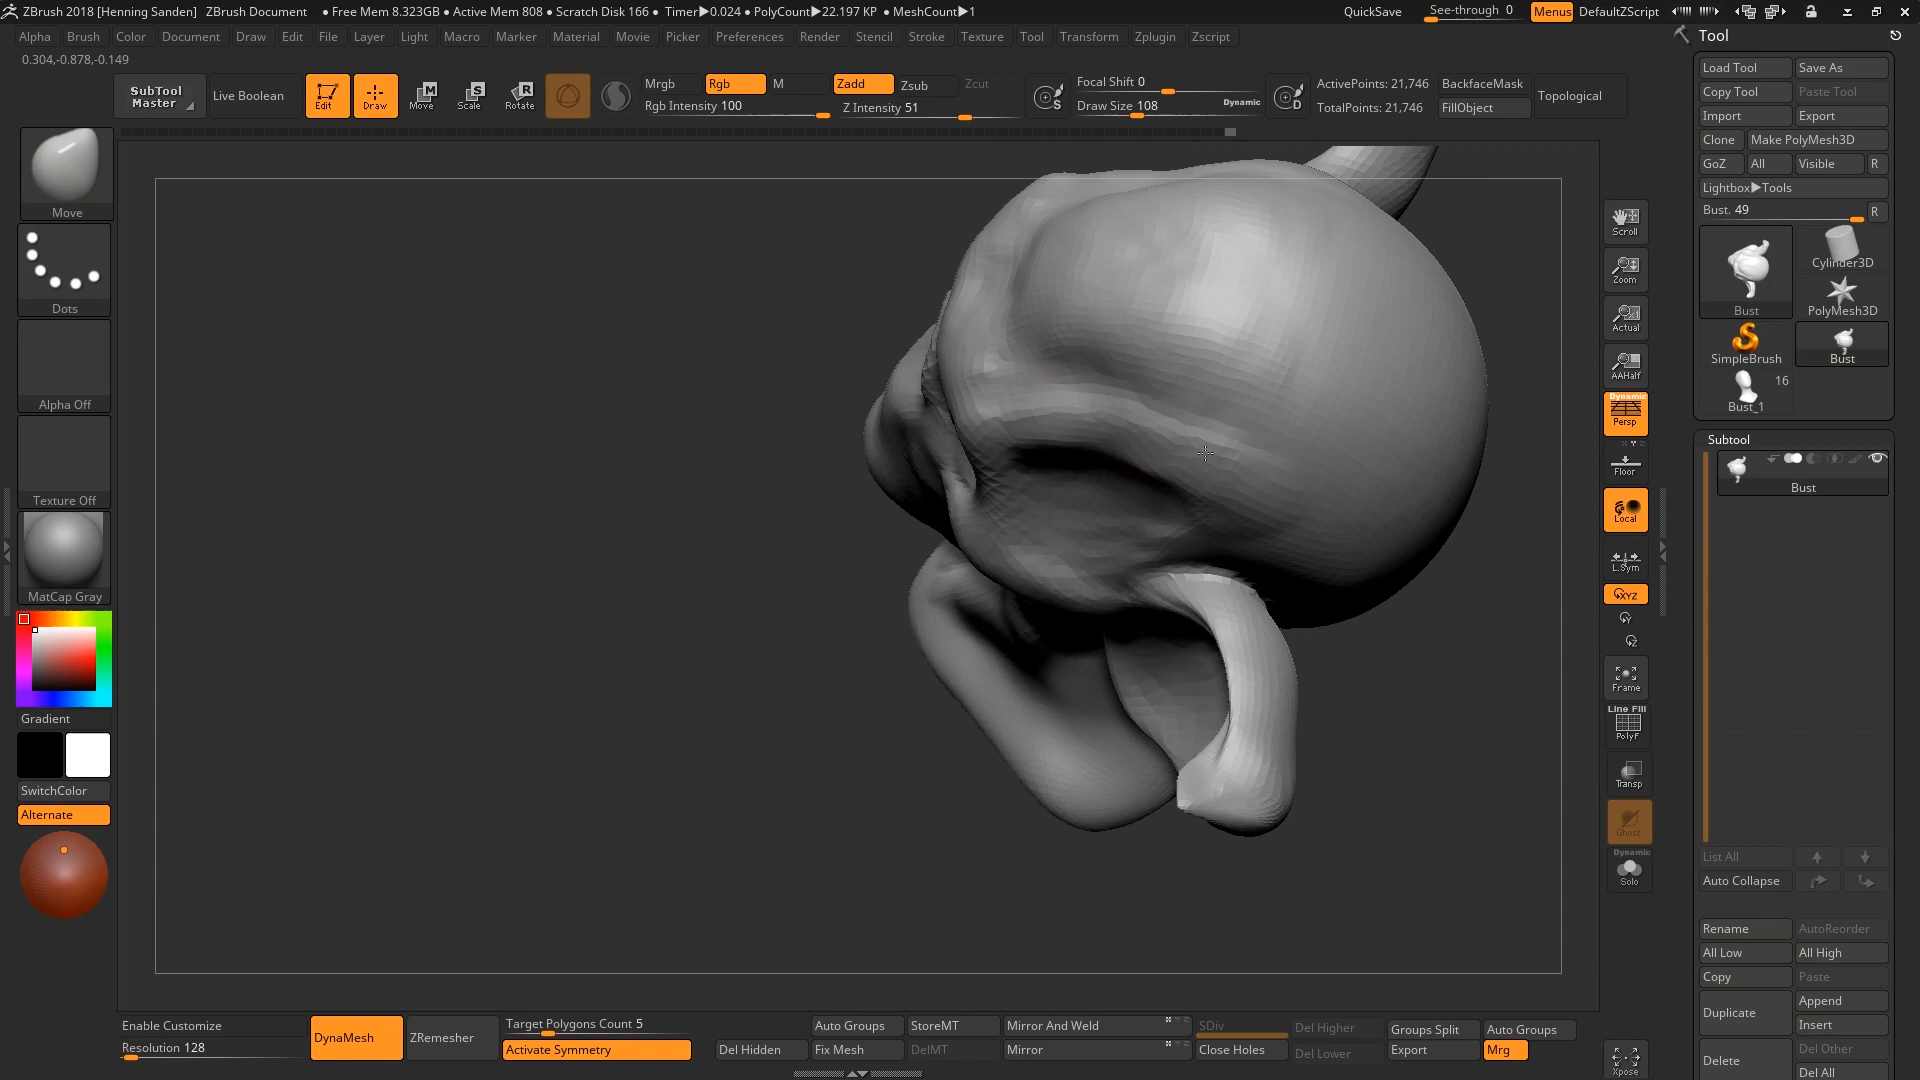 ZBrush 2018 [Henning Sanden] ZBrush Document ● Free Mem 8.323GB ● Active Mem 808 ● Scratch Disk 166 ● Timer▶0.024 ● PolyCount▶22.197 KP ● MeshCount▶1 QuickSave See-through 0 Menus DefaultZScript
Alpha Brush Color Document Draw Edit File Layer Light Macro Marker Material Movie Picker Preferences Render Stencil Stroke Texture Tool Transform Zplugin Zscript
Tool
0.304,-0.878,-0.149
SubTool Master
Live Boolean
Edit Draw Move Scale Rotate
Mrgb Rgb M Zadd Zsub Zcut
Rgb Intensity 100 Z Intensity 51
S
Focal Shift 0
Draw Size 108 Dynamic
D
ActivePoints: 21,746 BackfaceMask
TotalPoints: 21,746 FillObject
Topological
Move
Dots
Alpha Off
Texture Off
MatCap Gray
Gradient
SwitchColor
Alternate
Scroll
Zoom
Actual
AAHalf
Dynamic
Persp
Floor
Local
L.Sym
XYZ
Y
Z
Frame
Line Fill
PolyF
Transp
Ghost
Dynamic
Solo
Xpose
Load Tool Save As
Copy Tool Paste Tool
Import Export
Clone Make PolyMesh3D
GoZ All Visible R
Lightbox▶Tools
Bust. 49 R
Bust Cylinder3D
PolyMesh3D
SimpleBrush Bust
16
Bust_1
Subtool
Bust
List All
Auto Collapse
Rename AutoReorder
All Low All High
Copy Paste
Duplicate Append
Insert
Delete Del Other
Del All
Enable Customize
Resolution 128
DynaMesh
ZRemesher
Target Polygons Count 5
Activate Symmetry
Del Hidden
Auto Groups StoreMT Mirror And Weld SDiv Del Higher Groups Split Auto Groups
Fix Mesh DelMT Mirror Close Holes Del Lower Export Mrg